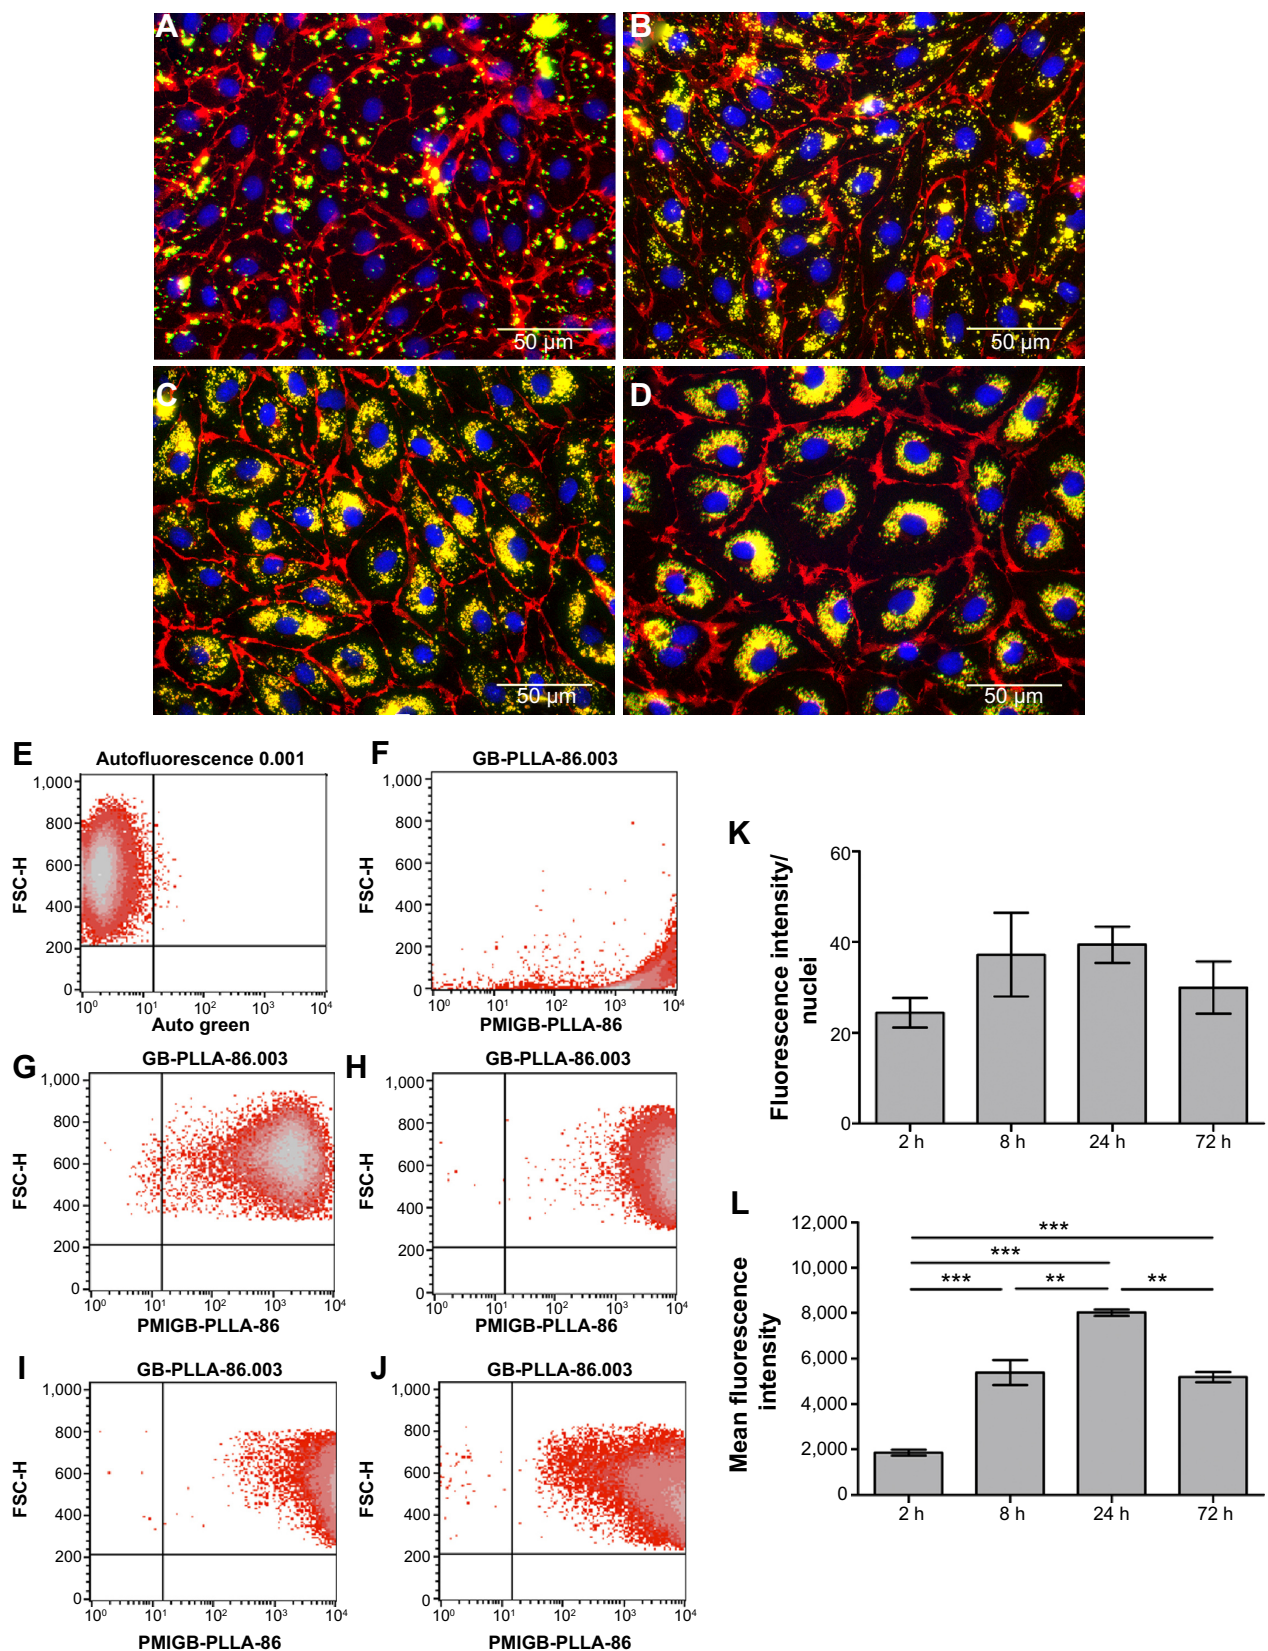 A
B
50 µm
50 µm
C
D
50 µm
50 µm
E
Autofluorescence 0.001
FSC-H
1,000
800
600
400
200
0
10⁰ 10¹ 10² 10³ 10⁴
Auto green
F
GB-PLLA-86.003
FSC-H
1,000
800
600
400
200
0
10⁰ 10¹ 10² 10³ 10⁴
PMIGB-PLLA-86
G
GB-PLLA-86.003
FSC-H
1,000
800
600
400
200
0
10⁰ 10¹ 10² 10³ 10⁴
PMIGB-PLLA-86
H
GB-PLLA-86.003
FSC-H
1,000
800
600
400
200
0
10⁰ 10¹ 10² 10³ 10⁴
PMIGB-PLLA-86
I
GB-PLLA-86.003
FSC-H
1,000
800
600
400
200
0
10⁰ 10¹ 10² 10³ 10⁴
PMIGB-PLLA-86
J
GB-PLLA-86.003
FSC-H
1,000
800
600
400
200
0
10⁰ 10¹ 10² 10³ 10⁴
PMIGB-PLLA-86
K
Fluorescence intensity/
nuclei
60
40
20
0
2 h 8 h 24 h 72 h
L
Mean fluorescence
intensity
12,000
10,000
8,000
6,000
4,000
2,000
0
***
***
*** ** **
2 h 8 h 24 h 72 h